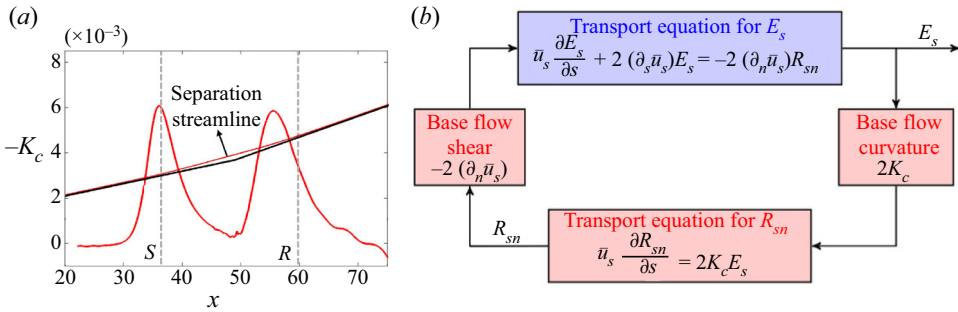 (a)
(×10⁻³)
8
6
4
2
0
−K_c
Separation
streamline
S
R
20
30
40
50
60
70
x
(b)
Transport equation for E_s
ū_s ∂E_s/∂s + 2 (∂_s ū_s)E_s = −2 (∂_n ū_s)R_sn
E_s
Base flow
shear
−2 (∂_n ū_s)
Base flow
curvature
2K_c
R_sn
Transport equation for R_sn
ū_s ∂R_sn/∂s = 2K_c E_s